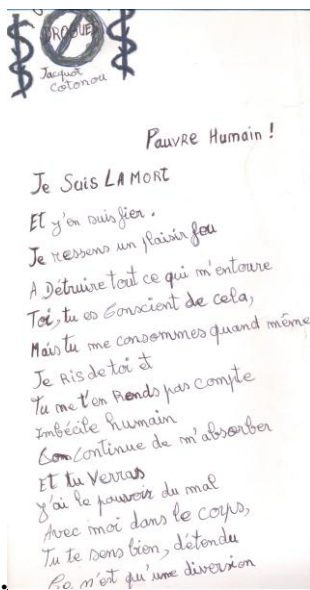 DROGUES
Jacquot
Cotonou
Pauvre Humain !
Je Suis LA MORT
Et y'en suis fier.
Je ressens un plaisir fou
A Détruire tout ce qui m'entoure
Toi, tu es Conscient de cela,
Mais tu me consommes quand même
Je Ris de toi et
Tu ne t'en Rends pas compte
Imbécile humain
Continue de m'absorber
Et tu Verras
y'ai le pouvoir du mal
Avec moi dans le corps,
Tu te sens bien, détendu
Ce n'est qu'une diversion